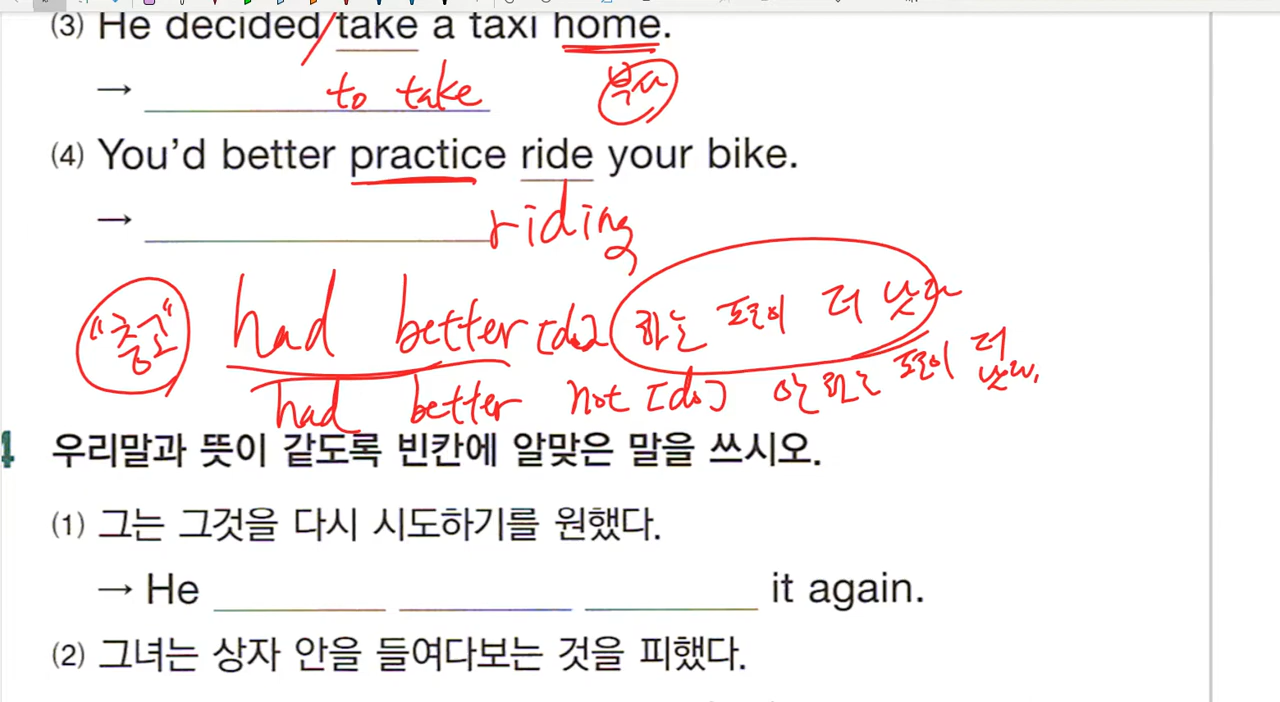 (3) He decided / take a taxi home.
→ to take 부사
(4) You'd better practice ride your bike.
→ riding
"충고" had better [do] 하는 편이 더 낫다
had better not [do] 안 하는 편이 더 낫다.
4 우리말과 뜻이 같도록 빈칸에 알맞은 말을 쓰시오.
(1) 그는 그것을 다시 시도하기를 원했다.
→ He ______ ______ ______ it again.
(2) 그녀는 상자 안을 들여다보는 것을 피했다.